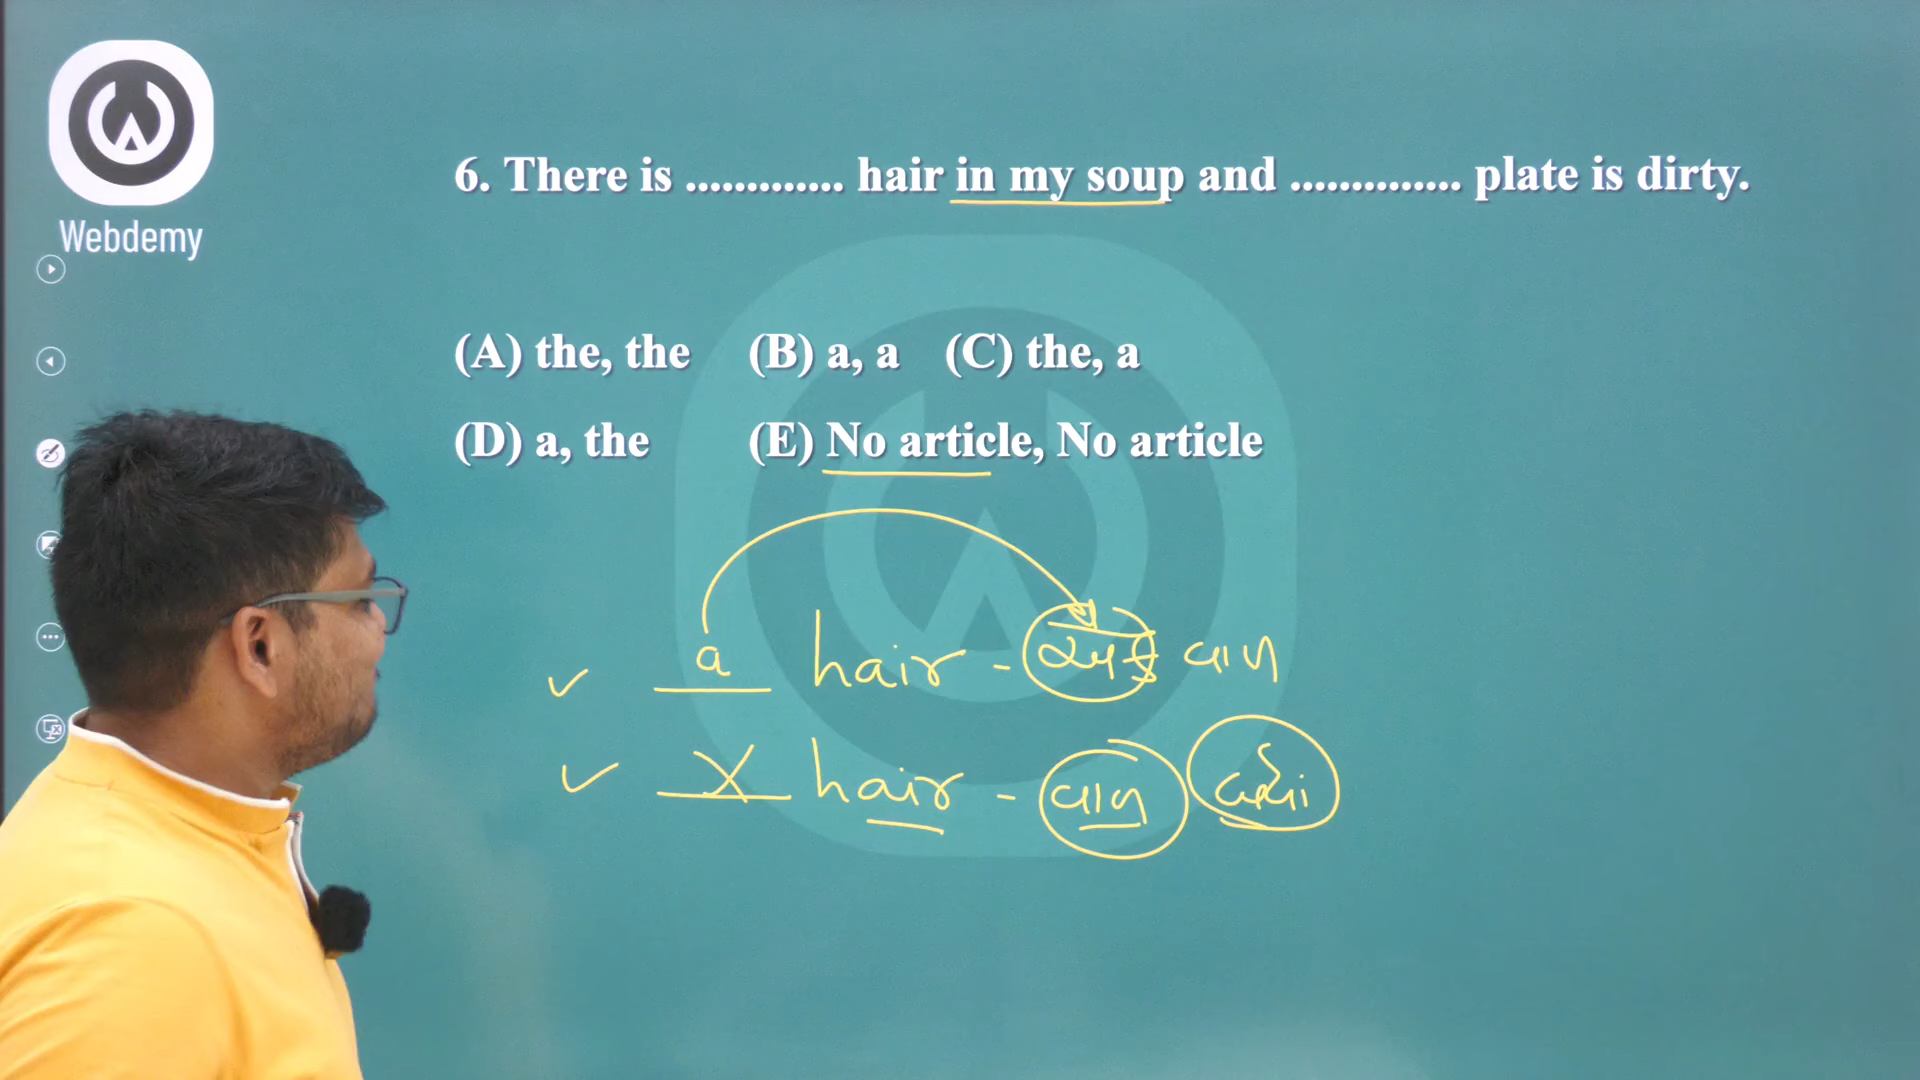 Webdemy
6. There is ............. hair in my soup and .............. plate is dirty.
(A) the, the (B) a, a (C) the, a
(D) a, the (E) No article, No article
a hair - વાળ
X hair - વાળ